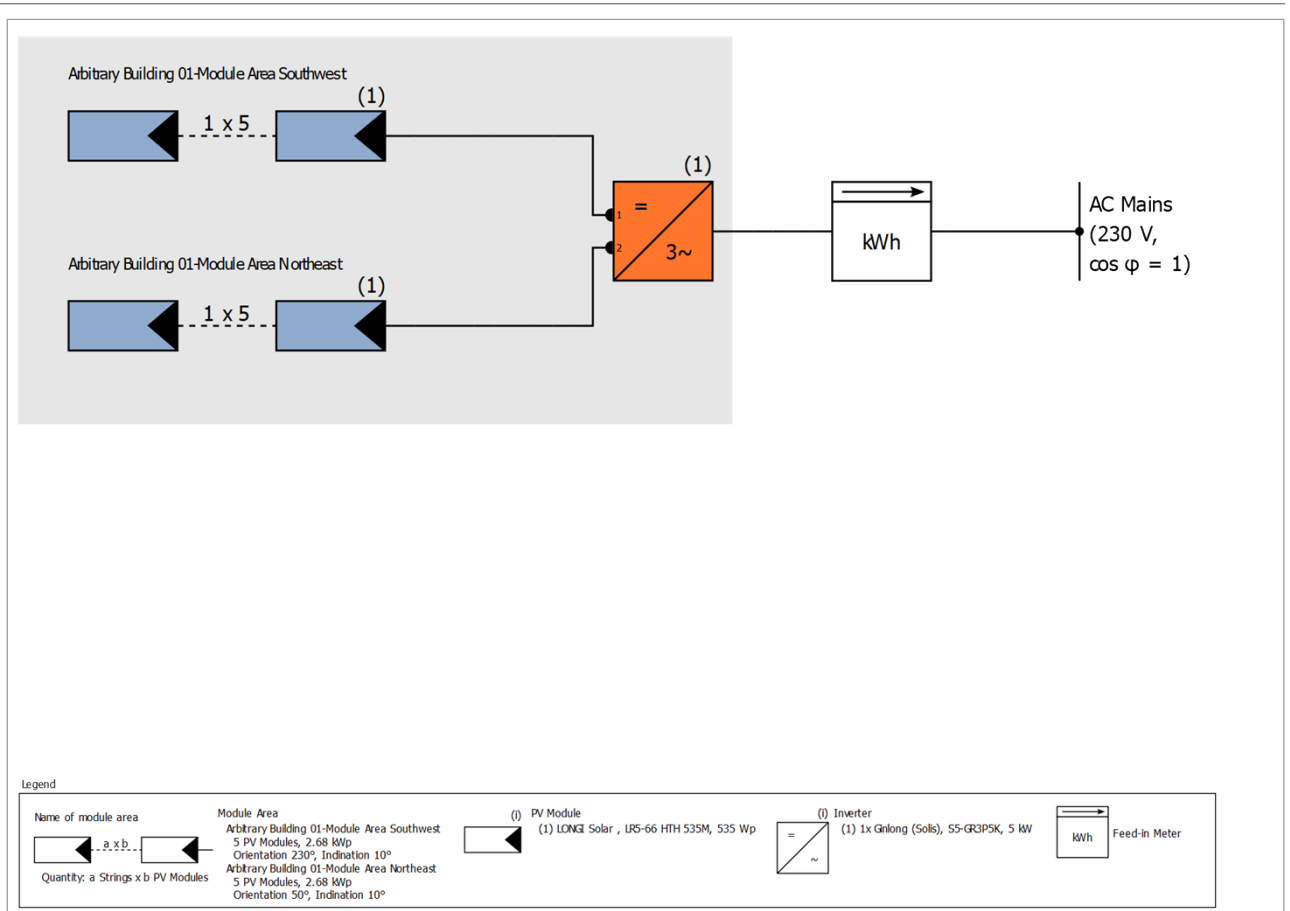 Arbitrary Building 01-Module Area Southwest
(1)
1 x 5
(1)
1
=
2
3~
Arbitrary Building 01-Module Area Northeast
(1)
1 x 5
kWh
AC Mains
(230 V,
cos φ = 1)
Legend
Name of module area
a x b
Quantity: a Strings x b PV Modules
Module Area
Arbitrary Building 01-Module Area Southwest
5 PV Modules, 2.68 kWp
Orientation 230°, Inclination 10°
Arbitrary Building 01-Module Area Northeast
5 PV Modules, 2.68 kWp
Orientation 50°, Inclination 10°
(i) PV Module
(1) LONGI Solar , LR5-66 HTH 535M, 535 Wp
(i) Inverter
= ~
(1) 1x Ginlong (Solis), S5-GR3P5K, 5 kW
kWh
Feed-in Meter